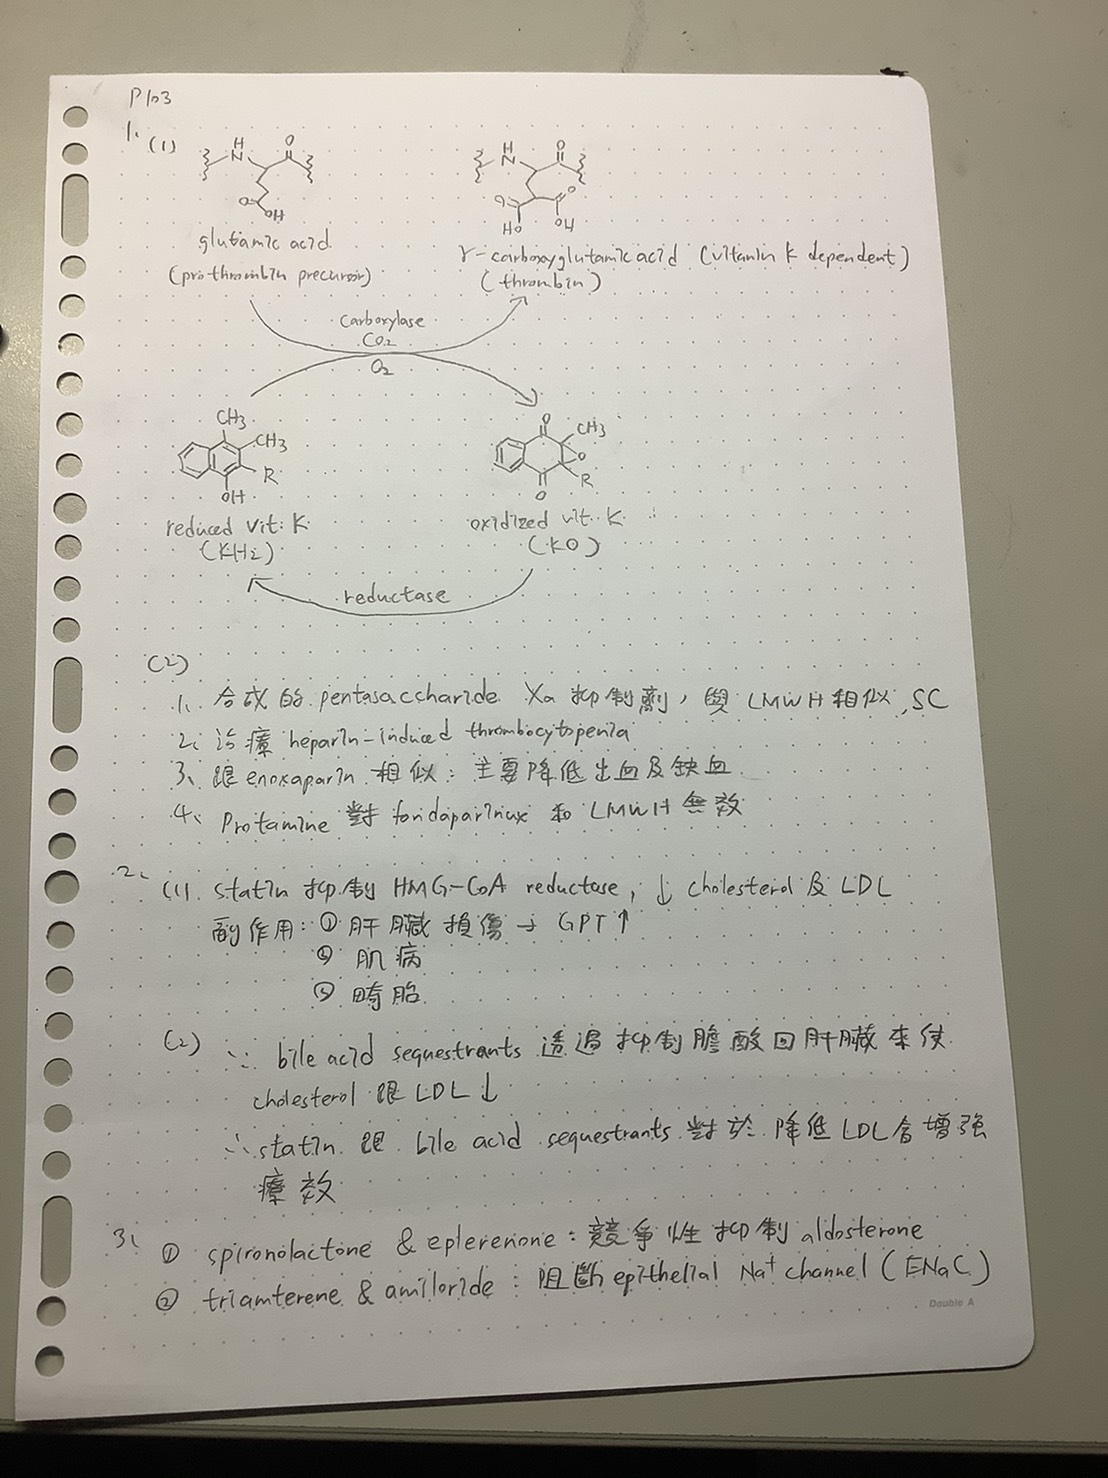 P103
1. (1)
H
N
O
O
OH
H
N
O
O
O
HO
OH
glutamic acid
(prothrombin precursor)
γ-carboxyglutamic acid (vitamin K dependent)
(thrombin)
carboxylase
CO2
O2
CH3
CH3
R
OH
O
CH3
O
R
O
reduced vit. K
(KH2)
oxidized vit. K
(KO)
reductase
(2)
1. 合成的 pentasaccharide Xa 抑制劑, 與 LMWH 相似, SC
2. 治療 heparin-induced thrombocytopenia
3、跟 enoxaparin 相似: 主要降低出血及缺血
4、Protamine 對 fondaparinux 和 LMWH 無效
2、
(1). statin 抑制 HMG-CoA reductase, ↓ cholesterol 及 LDL
副作用: ① 肝臟損傷 → GPT↑
② 肌病
③ 畸胎
(2) ∵ bile acid sequestrants 透過抑制膽酸回肝臟來使
cholesterol 跟 LDL ↓
∴ statin 跟 bile acid sequestrants 對於降低 LDL 會增強
療效
3、① spironolactone & eplerenone: 競爭性抑制 aldosterone
② triamterene & amiloride: 阻斷 epithelial Na+ channel (ENaC)
Double A